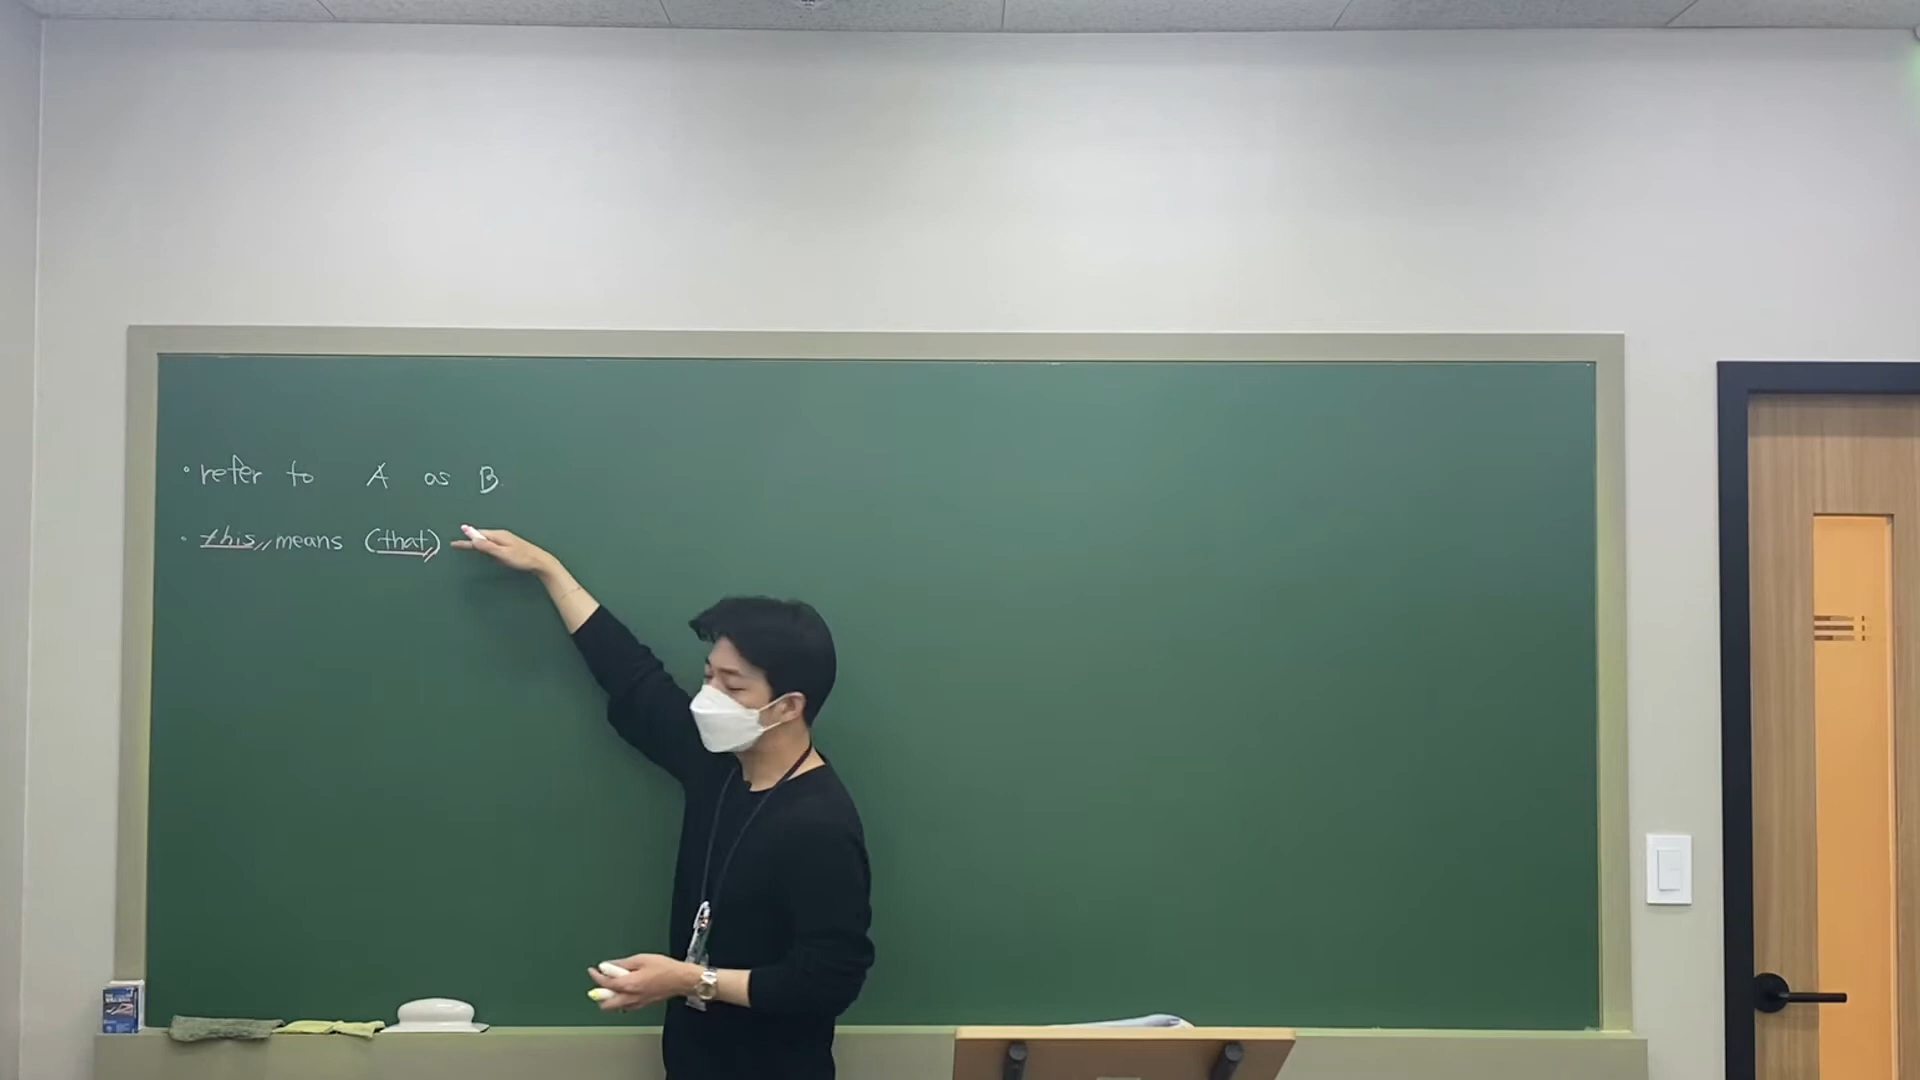 • refer to A as B.
• this means (that)